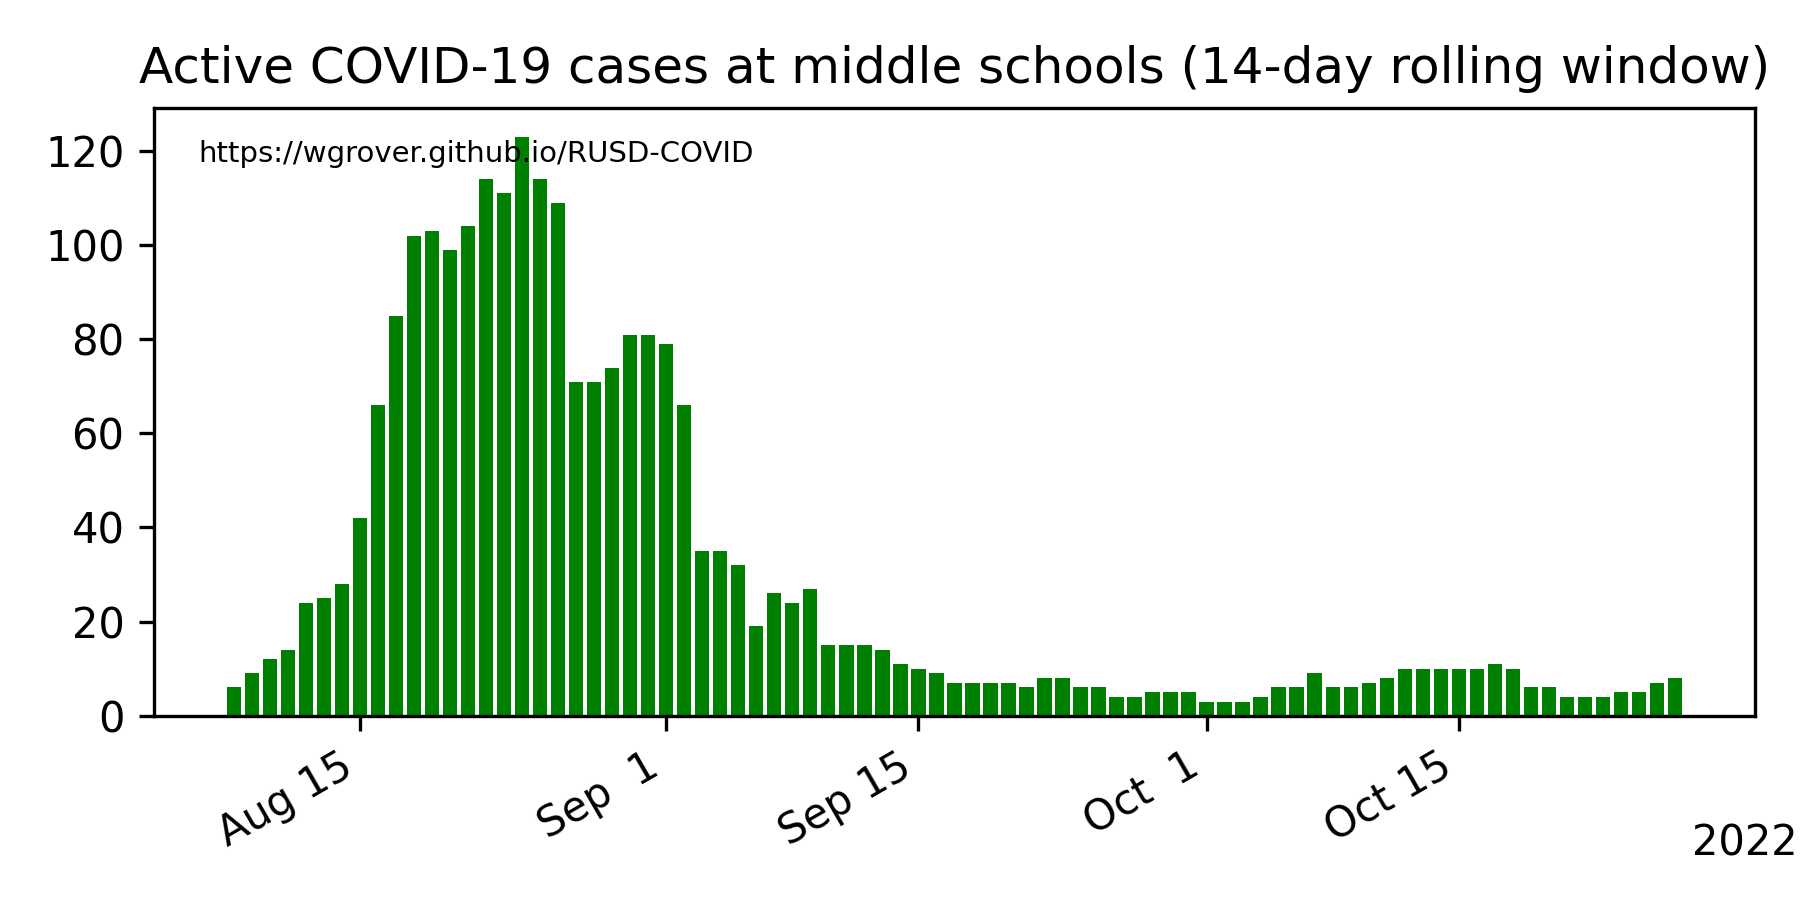 Active COVID-19 cases at middle schools (14-day rolling window)
https://wgrover.github.io/RUSD-COVID
120
100
80
60
40
20
0
Aug 15
Sep  1
Sep 15
Oct  1
Oct 15
2022